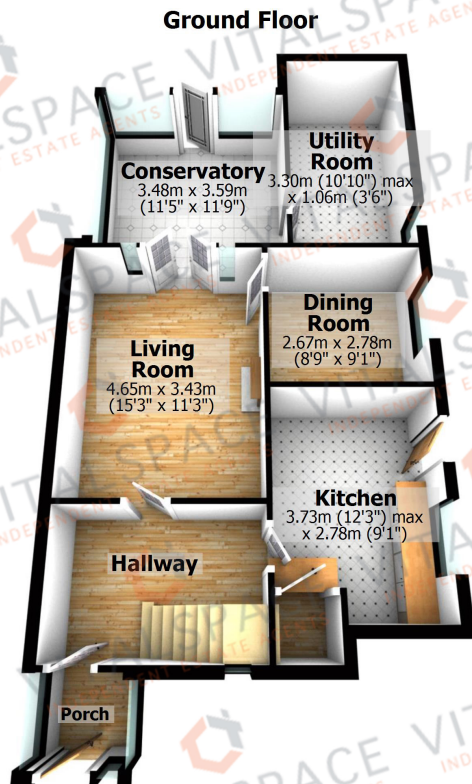 Ground Floor
VITALSPACE
INDEPENDENT ESTATE AGENTS
Utility
Room
3.30m (10'10") max
x 1.06m (3'6")
Conservatory
3.48m x 3.59m
(11'5" x 11'9")
Dining
Room
2.67m x 2.78m
(8'9" x 9'1")
Living
Room
4.65m x 3.43m
(15'3" x 11'3")
Kitchen
3.73m (12'3") max
x 2.78m (9'1")
Hallway
Porch